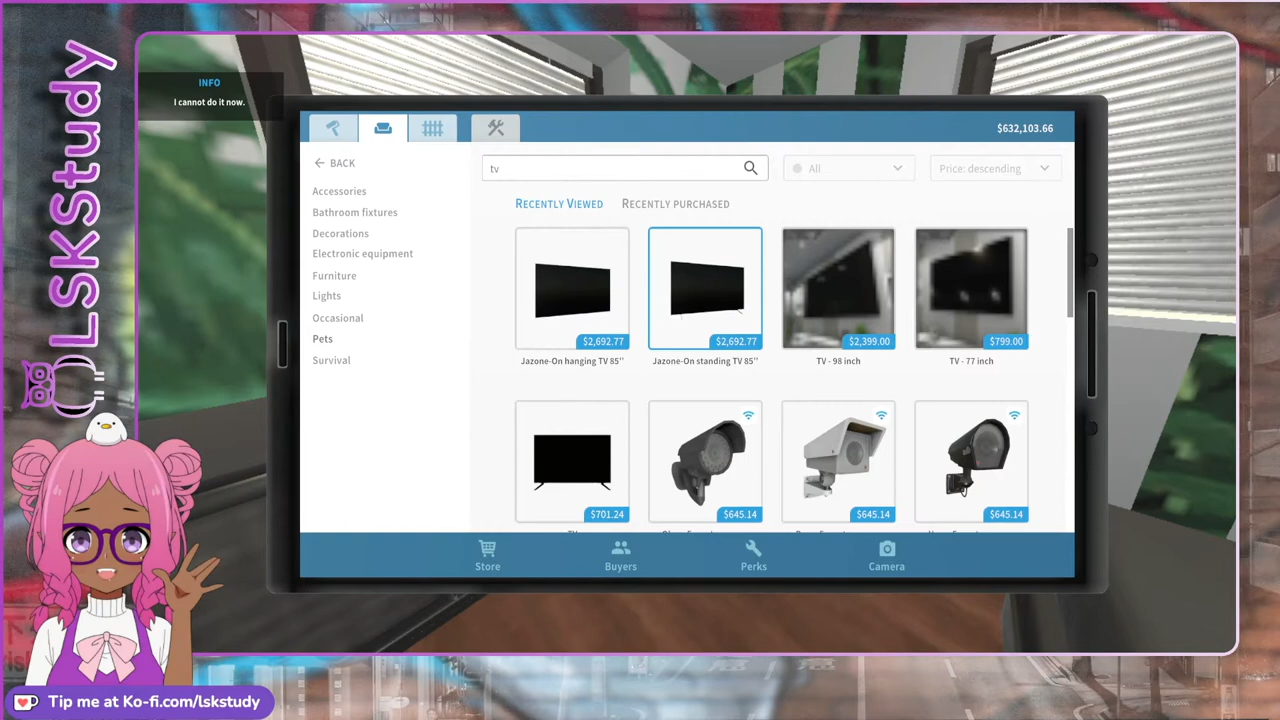 LSKStudy
INFO
I cannot do it now.
$632,103.66
BACK
Accessories
Bathroom fixtures
Decorations
Electronic equipment
Furniture
Lights
Occasional
Pets
Survival
tv
All
Price: descending
RECENTLY VIEWED
RECENTLY PURCHASED
$2,692.77
$2,692.77
$2,399.00
$799.00
Jazone-On hanging TV 85''
Jazone-On standing TV 85''
TV - 98 inch
TV - 77 inch
$701.24
$645.14
$645.14
$645.14
Store
Buyers
Perks
Camera
Tip me at Ko-fi.com/lskstudy